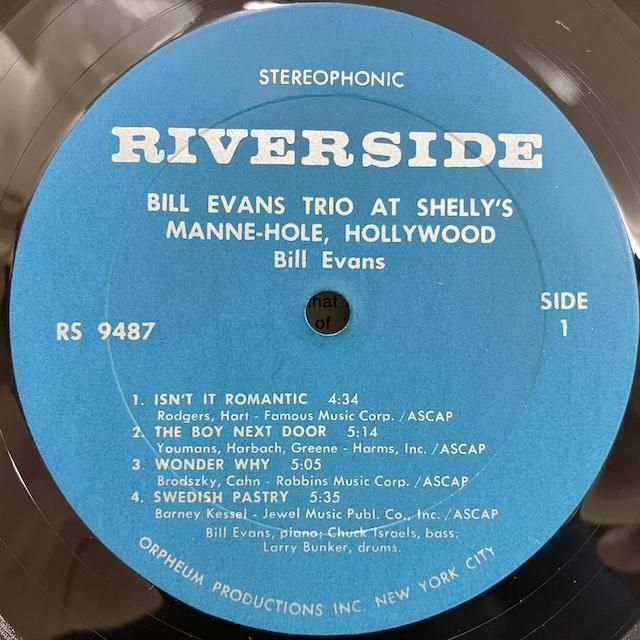 STEREOPHONIC
RIVERSIDE
BILL EVANS TRIO AT SHELLY'S
MANNE-HOLE, HOLLYWOOD
Bill Evans
that
of
RS 9487
SIDE
1
1. ISN'T IT ROMANTIC 4:34
Rodgers, Hart - Famous Music Corp. /ASCAP
2. THE BOY NEXT DOOR 5:14
Youmans, Harbach, Greene - Harms, Inc. /ASCAP
3. WONDER WHY 5:05
Brodszky, Cahn - Robbins Music Corp. /ASCAP
4. SWEDISH PASTRY 5:35
Barney Kessel - Jewel Music Publ. Co., Inc. /ASCAP
Bill Evans, piano; Chuck Israels, bass;
Larry Bunker, drums.
ORPHEUM PRODUCTIONS INC. NEW YORK CITY